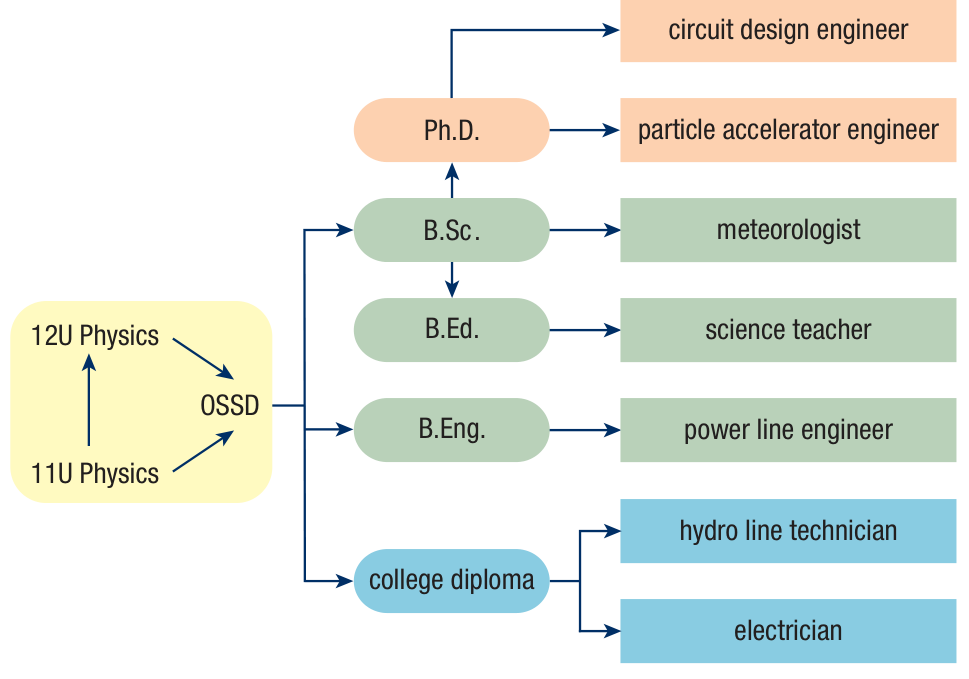 circuit design engineer
Ph.D.
particle accelerator engineer
B.Sc.
meteorologist
12U Physics
B.Ed.
science teacher
OSSD
B.Eng.
power line engineer
11U Physics
hydro line technician
college diploma
electrician